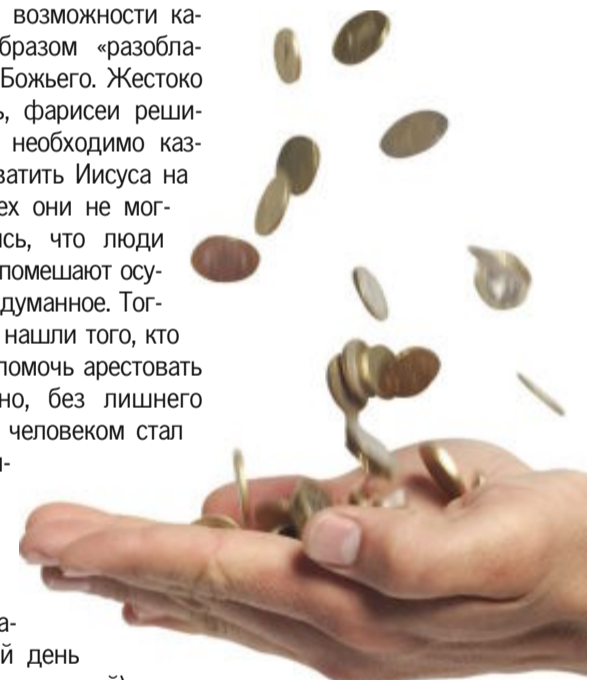 возможности ка-
бразом «разобла-
Божьего. Жестоко
ь, фарисеи реши-
необходимо каз-
ватить Иисуса на
ех они не мог-
ись, что люди
помешают осу-
думанное. Тог-
нашли того, кто
помочь арестовать
но, без лишнего
человеком стал
а-
й день